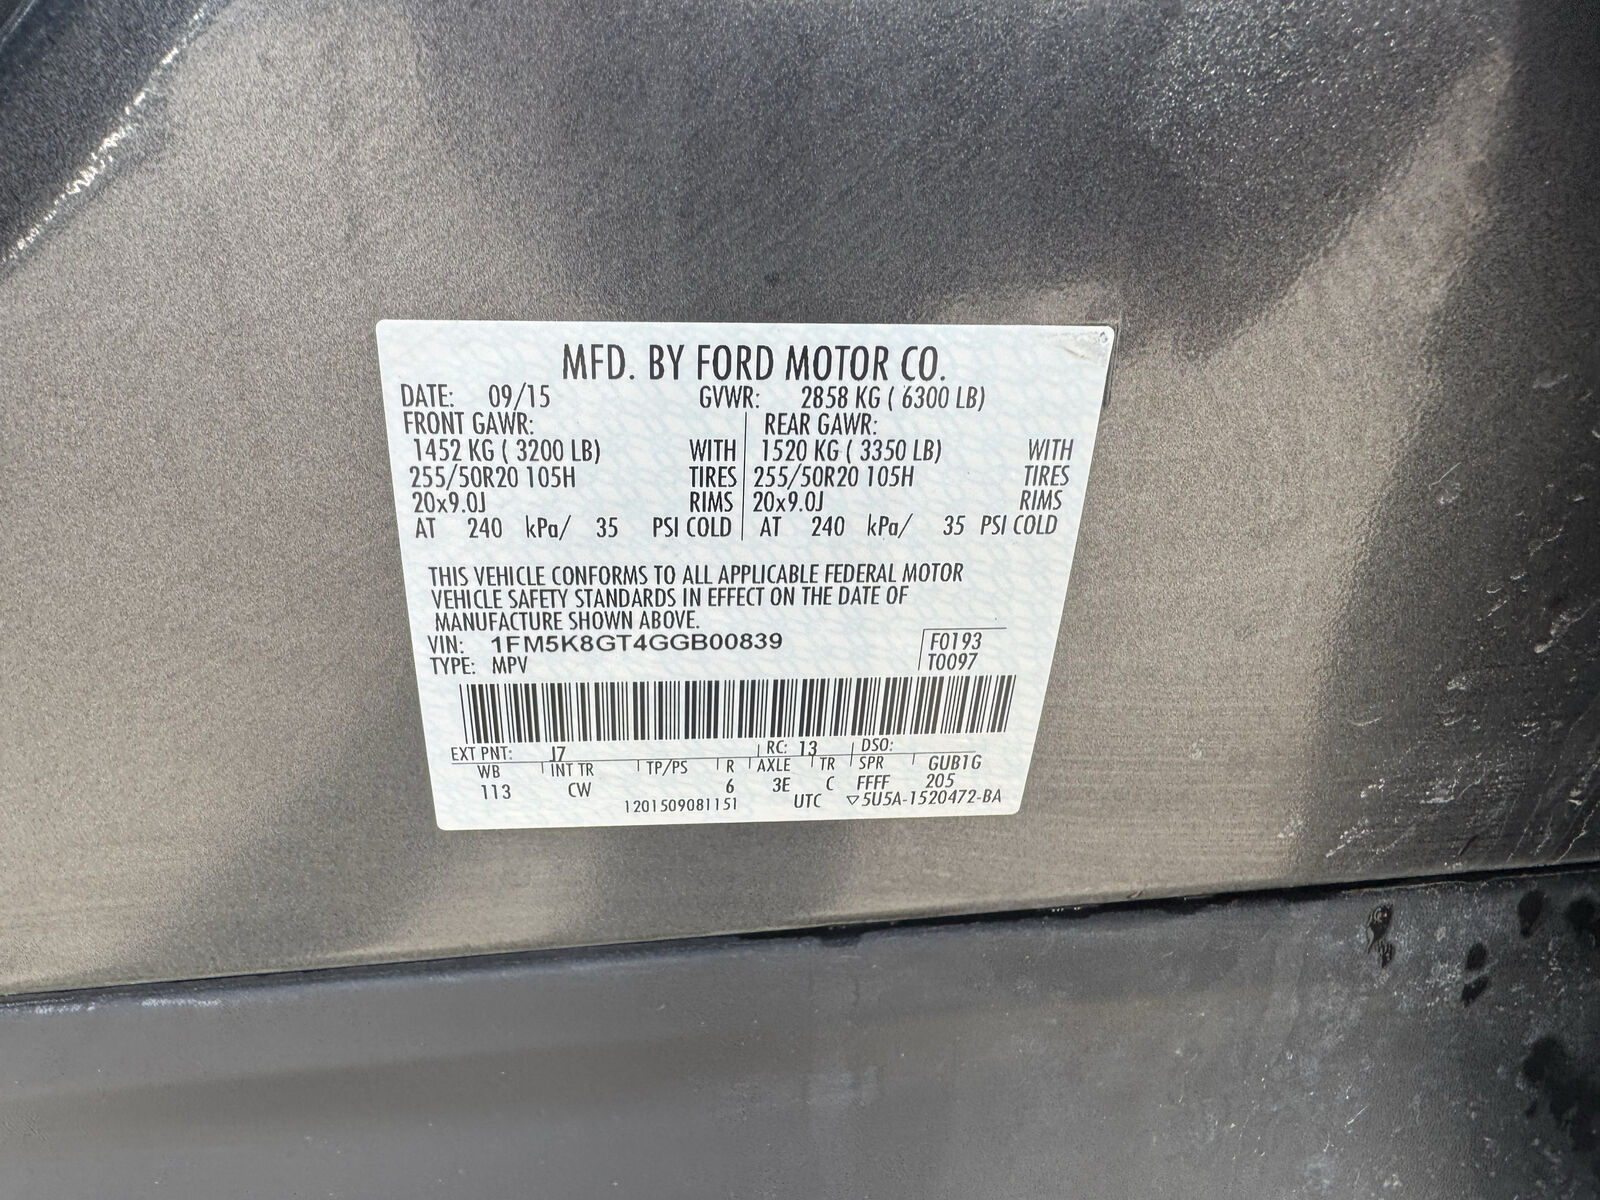 MFD. BY FORD MOTOR CO.
DATE: 09/15 GVWR: 2858 KG ( 6300 LB)
FRONT GAWR: REAR GAWR:
1452 KG ( 3200 LB) WITH 1520 KG ( 3350 LB) WITH
255/50R20 105H TIRES 255/50R20 105H TIRES
20x9.0J RIMS 20x9.0J RIMS
AT 240 kPa/ 35 PSI COLD AT 240 kPa/ 35 PSI COLD
THIS VEHICLE CONFORMS TO ALL APPLICABLE FEDERAL MOTOR
VEHICLE SAFETY STANDARDS IN EFFECT ON THE DATE OF
MANUFACTURE SHOWN ABOVE.
VIN: 1FM5K8GT4GGB00839 F0193
TYPE: MPV T0097
EXT PNT: J7 RC: 13 DSO:
WB INT TR TP/PS R AXLE TR SPR GUB1G
113 CW 6 3E C FFFF 205
1201509081151 UTC ▽5U5A-1520472-BA